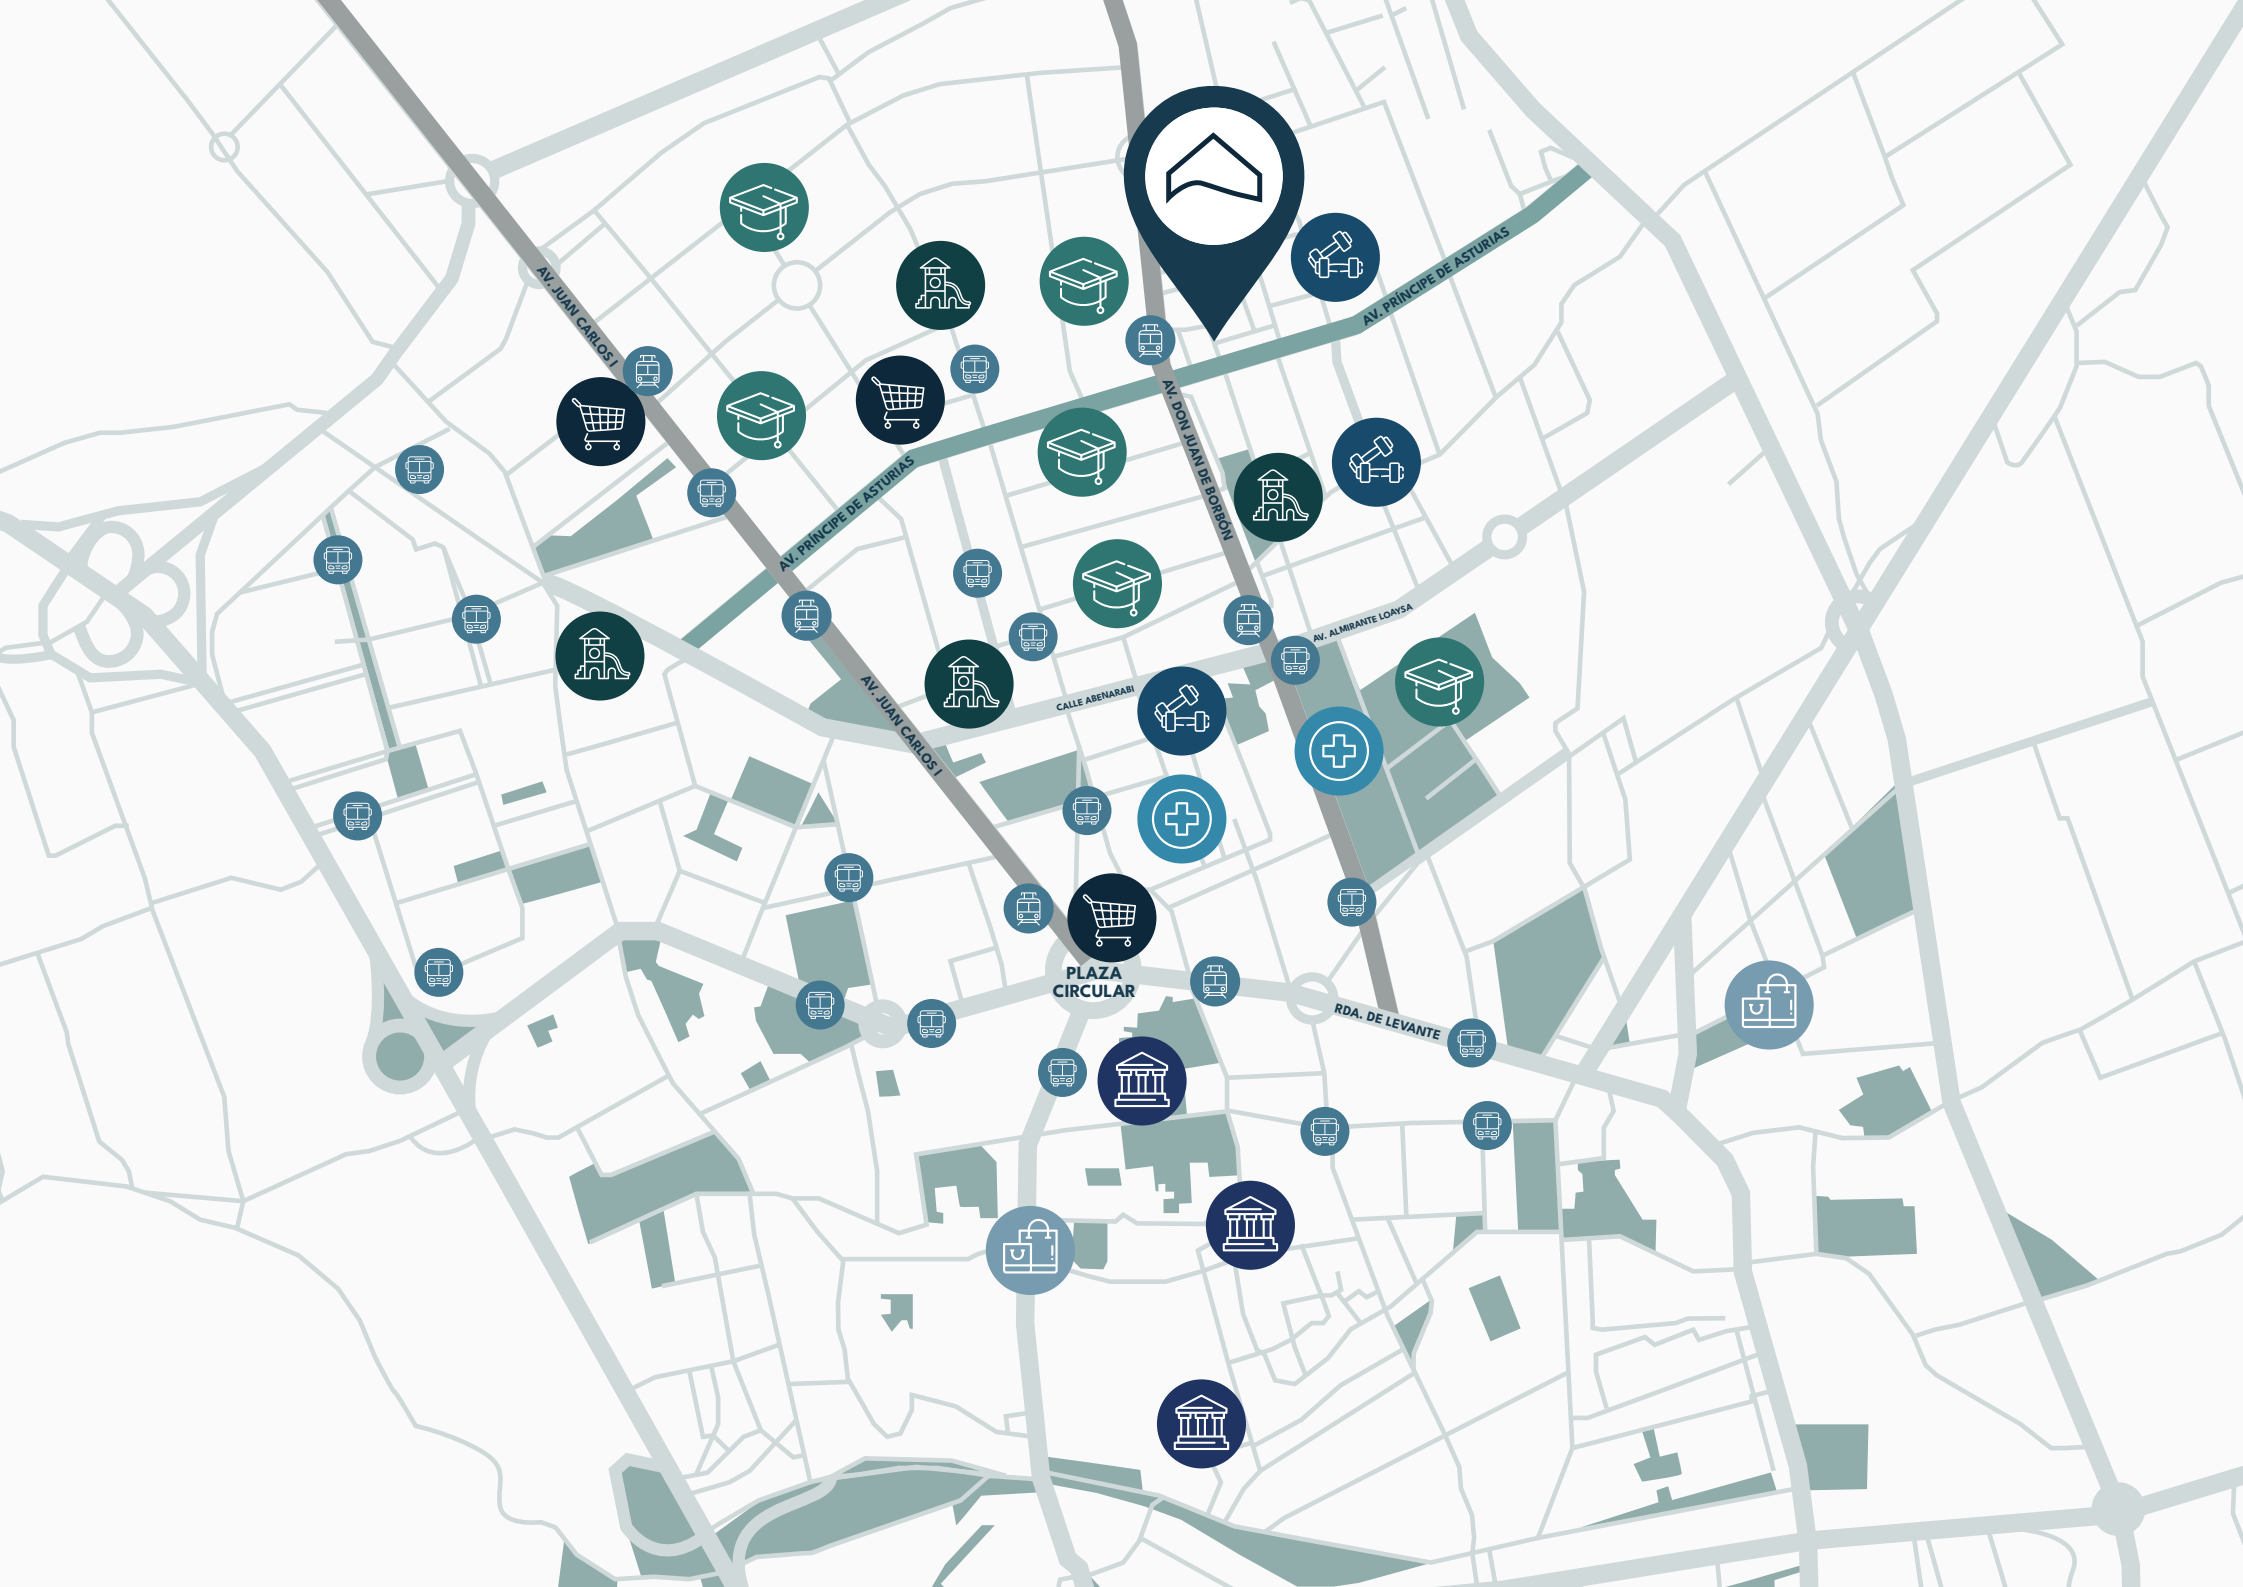 AV. PRÍNCIPE DE ASTURIAS
AV. JUAN CARLOS I
AV. DON JUAN DE BORBÓN
AV. PRÍNCIPE DE ASTURIAS
AV. ALMIRANTE LOAYSA
CALLE ABENARABI
AV. JUAN CARLOS I
PLAZA
CIRCULAR
RDA. DE LEVANTE